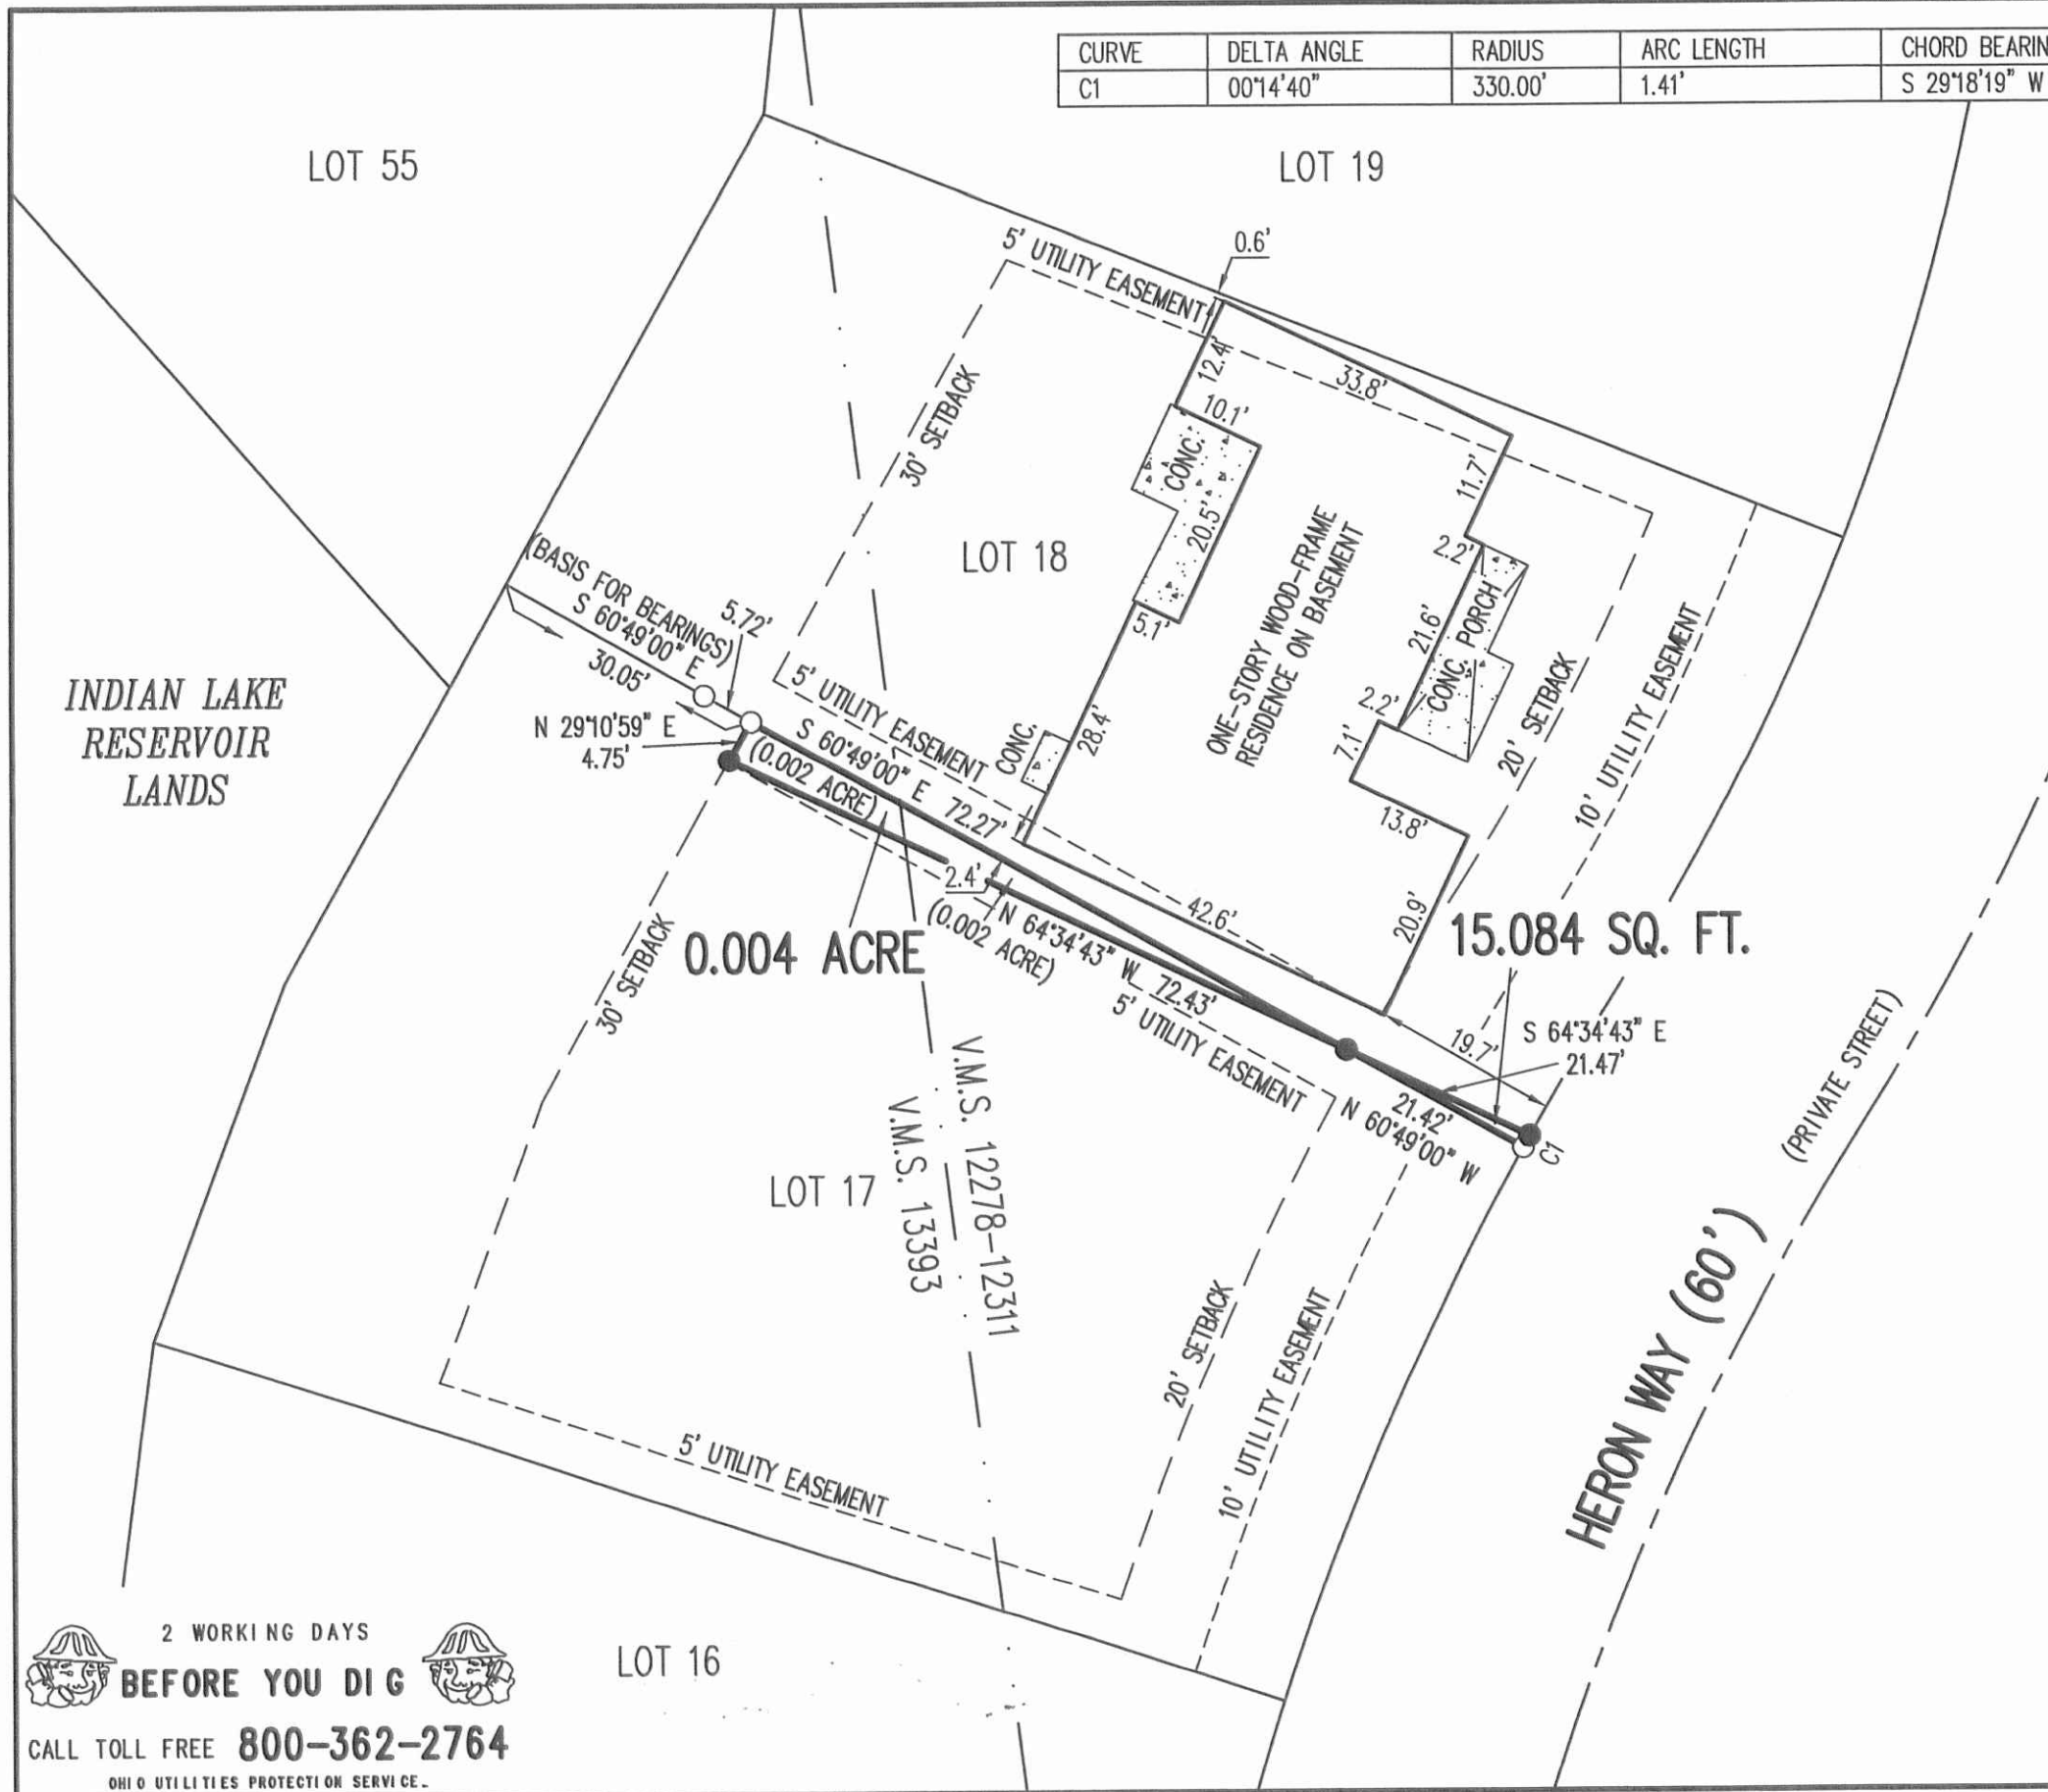 CURVE DELTA ANGLE RADIUS ARC LENGTH CHORD BEARIN
C1 00°14'40" 330.00' 1.41' S 29°18'19" W
LOT 55
LOT 19
0.6'
5' UTILITY EASEMENT
12.4'
33.8'
10.1'
30' SETBACK
CONC.
11.7'
20.5'
LOT 18
2.2'
ONE-STORY WOOD-FRAME
RESIDENCE ON BASEMENT
(BASIS FOR BEARINGS)
S 60°49'00" E
30.05'
5.72'
5.1'
21.6'
CONC. PORCH
10' UTILITY EASEMENT
20' SETBACK
INDIAN LAKE
RESERVOIR
LANDS
N 29°10'59" E
4.75'
5' UTILITY EASEMENT
S 60°49'00" E 72.27'
(0.002 ACRE)
CONC.
28.4'
2.2'
7.1'
13.8'
2.4'
42.6'
20.9'
0.004 ACRE
(0.002 ACRE)
N 64°34'43" W 72.43'
15.084 SQ. FT.
30' SETBACK
5' UTILITY EASEMENT
19.7'
S 64°34'43" E
21.47'
21.42'
N 60°49'00" W
C1
(PRIVATE STREET)
V.M.S. 12278-12311
V.M.S. 13393
LOT 17
HERON WAY (60')
20' SETBACK
10' UTILITY EASEMENT
5' UTILITY EASEMENT
LOT 16
2 WORKING DAYS
BEFORE YOU DIG
CALL TOLL FREE 800-362-2764
OHIO UTILITIES PROTECTION SERVICE.